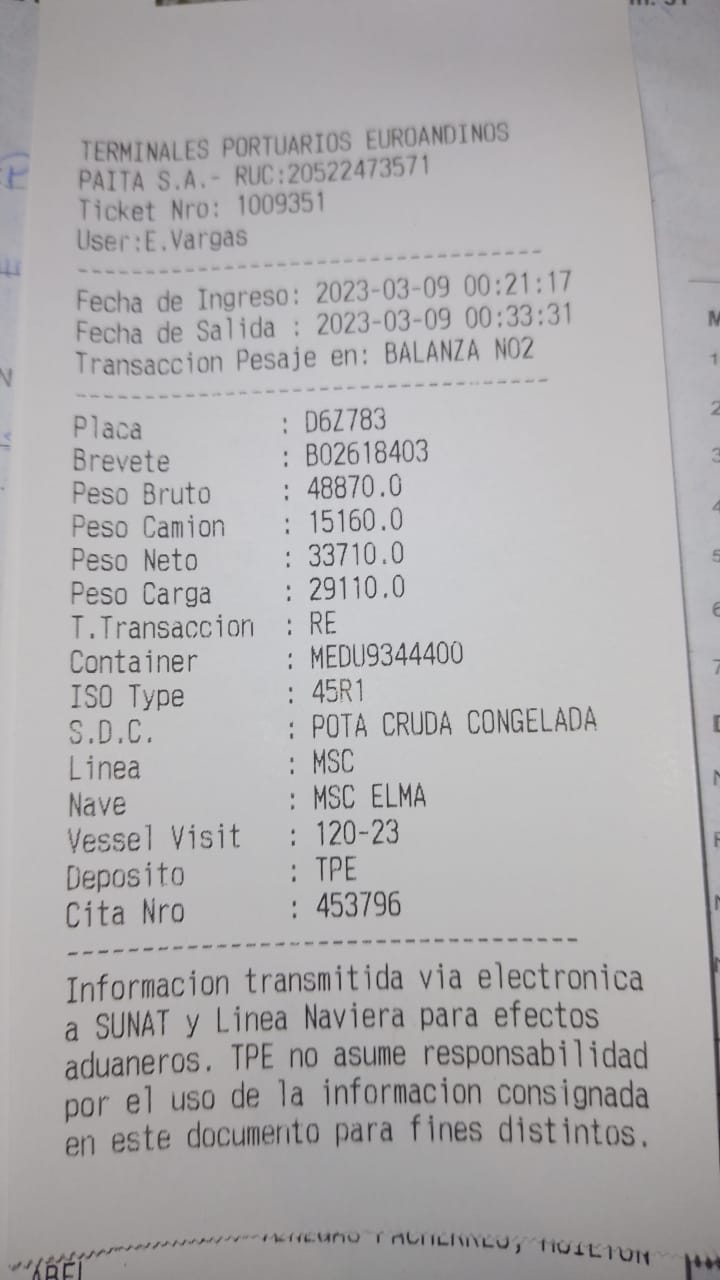 TERMINALES PORTUARIOS EUROANDINOS
PAITA S.A.- RUC:20522473571
Ticket Nro: 1009351
User:E.Vargas
--------------------------------
Fecha de Ingreso: 2023-03-09 00:21:17
Fecha de Salida : 2023-03-09 00:33:31
Transaccion Pesaje en: BALANZA NO2
--------------------------------
Placa : D6Z783
Brevete : B02618403
Peso Bruto : 48870.0
Peso Camion : 15160.0
Peso Neto : 33710.0
Peso Carga : 29110.0
T.Transaccion : RE
Container : MEDU9344400
ISO Type : 45R1
S.D.C. : POTA CRUDA CONGELADA
Linea : MSC
Nave : MSC ELMA
Vessel Visit : 120-23
Deposito : TPE
Cita Nro : 453796
--------------------------------
Informacion transmitida via electronica
a SUNAT y Linea Naviera para efectos
aduaneros. TPE no asume responsabilidad
por el uso de la informacion consignada
en este documento para fines distintos.